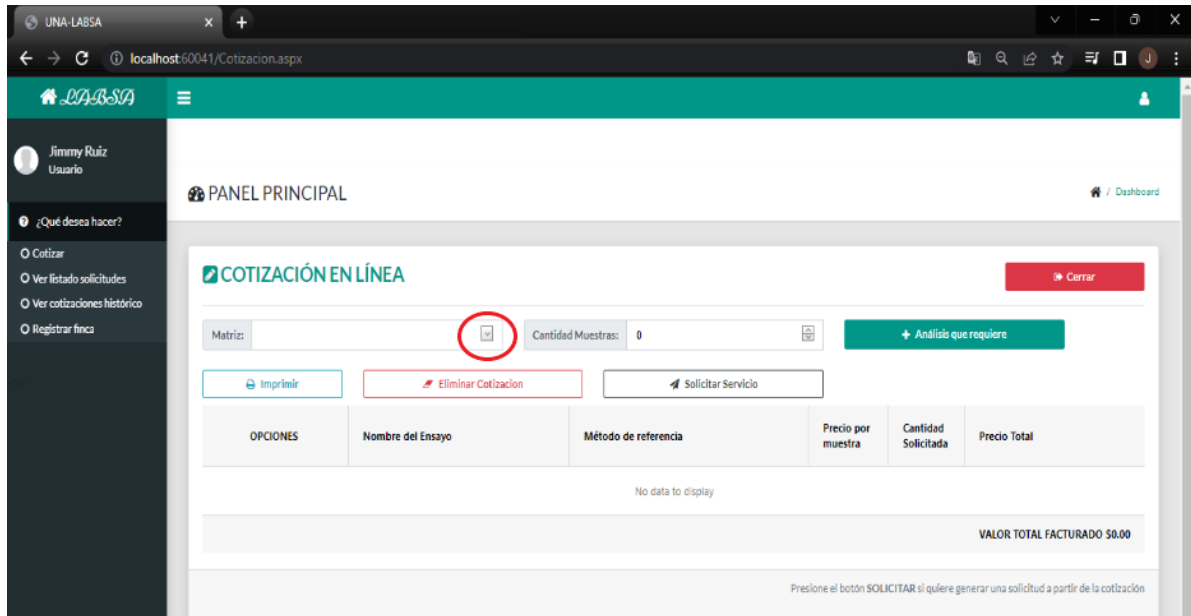 UNA-LABSA
localhost:60041/Cotizacion.aspx
J
LABSA
Jimmy Ruiz
Usuario
PANEL PRINCIPAL
/ Dashboard
¿Qué desea hacer?
Cotizar
Ver listado solicitudes
Ver cotizaciones histórico
Registrar finca
COTIZACIÓN EN LÍNEA
Cerrar
Matriz:
Cantidad Muestras: 0
+ Análisis que requiere
Imprimir
Eliminar Cotizacion
Solicitar Servicio
OPCIONES
Nombre del Ensayo
Método de referencia
Precio por
muestra
Cantidad
Solicitada
Precio Total
No data to display
VALOR TOTAL FACTURADO $0.00
Presione el botón SOLICITAR si quiere generar una solicitud a partir de la cotización